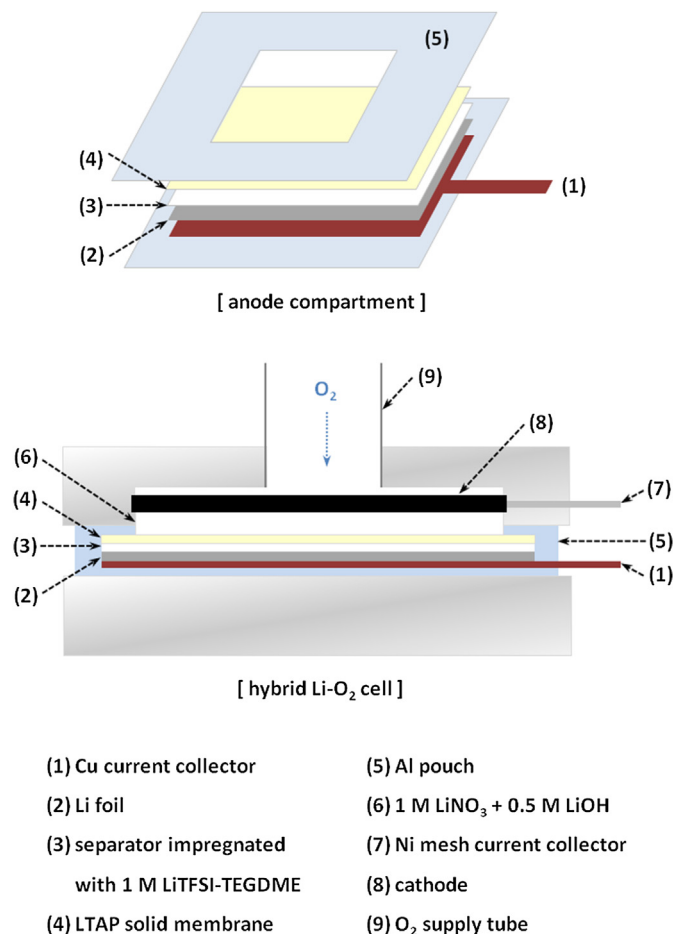 (5)
(4)
(3)
(1)
(2)
[ anode compartment ]
(9)
O₂
(8)
(6)
(4)
(7)
(3)
(5)
(1)
(2)
[ hybrid Li-O₂ cell ]
(1) Cu current collector
(2) Li foil
(3) separator impregnated
with 1 M LiTFSI-TEGDME
(4) LTAP solid membrane
(5) Al pouch
(6) 1 M LiNO₃ + 0.5 M LiOH
(7) Ni mesh current collector
(8) cathode
(9) O₂ supply tube